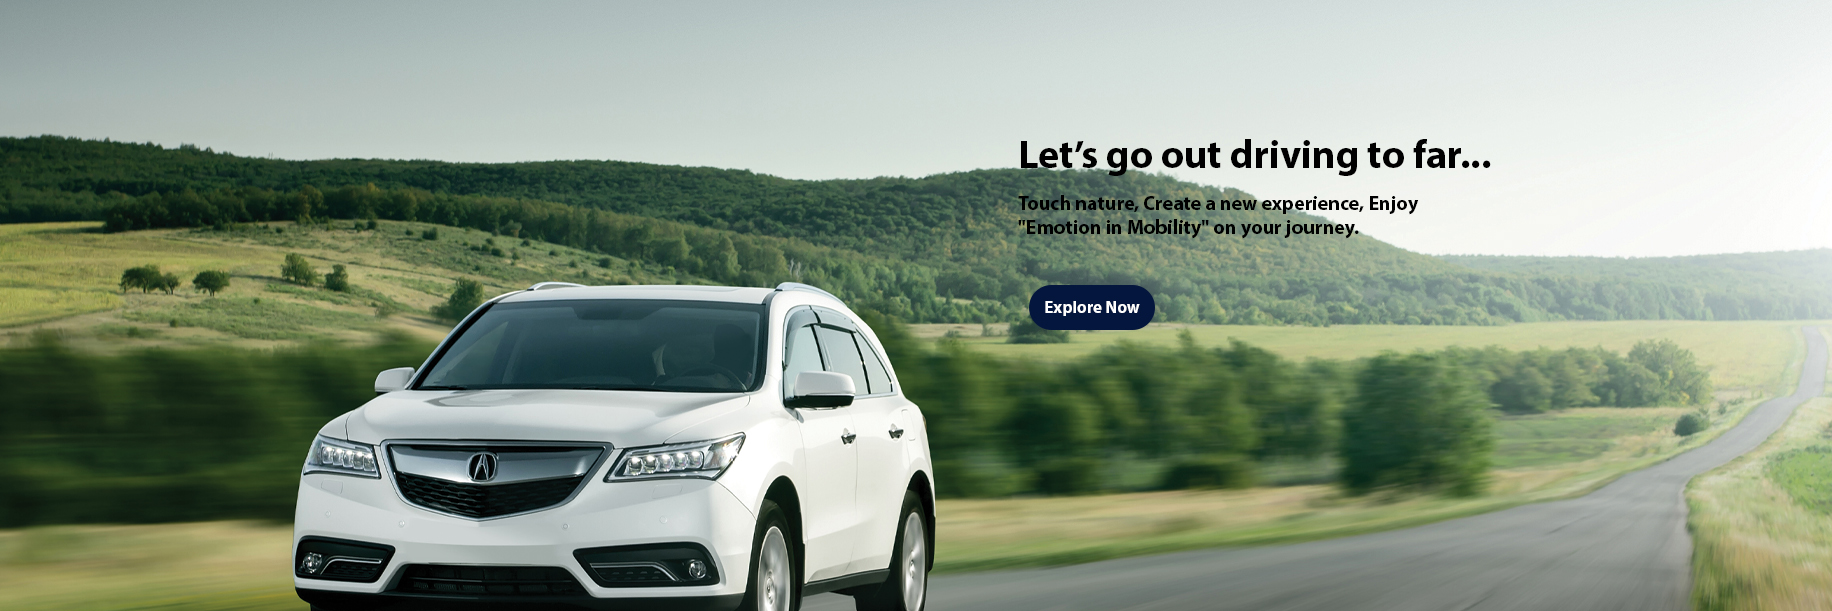 Let’s go out driving to far...
Touch nature, Create a new experience, Enjoy
"Emotion in Mobility" on your journey.
Explore Now